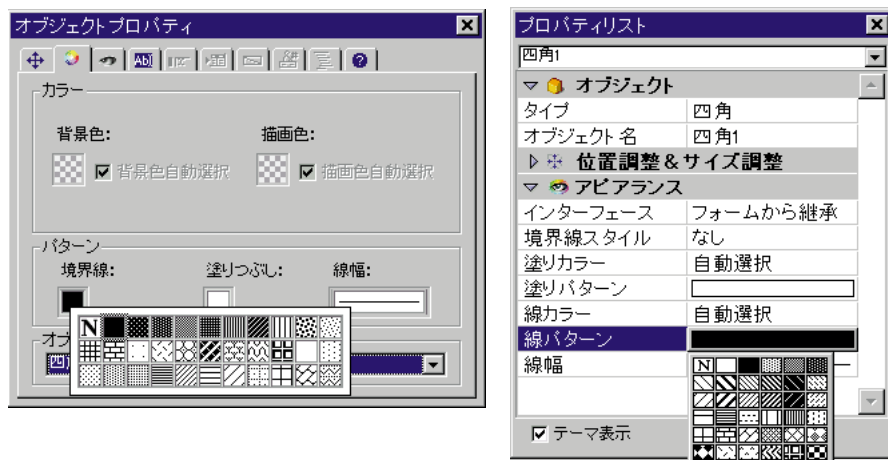 オブジェクトプロパティ
Ab
?
カラー
背景色:
描画色:
背景色自動選択
描画色自動選択
パターン
境界線:
塗りつぶし:
線幅:
N
プロパティリスト
四角1
オブジェクト
タイプ 四角
オブジェクト名 四角1
位置調整&サイズ調整
アピアランス
インターフェース フォームから継承
境界線スタイル なし
塗りカラー 自動選択
塗りパターン
線カラー 自動選択
線パターン
線幅
N
テーマ表示